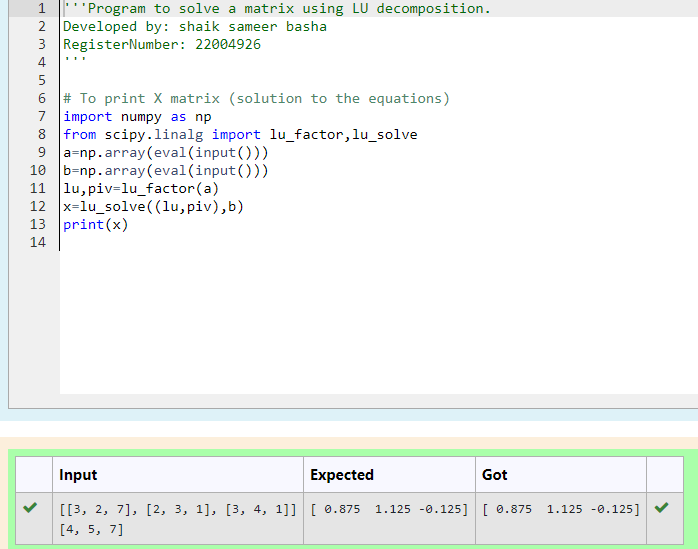 1 '''Program to solve a matrix using LU decomposition.
2 Developed by: shaik sameer basha
3 RegisterNumber: 22004926
4 '''
5
6 # To print X matrix (solution to the equations)
7 import numpy as np
8 from scipy.linalg import lu_factor,lu_solve
9 a=np.array(eval(input()))
10 b=np.array(eval(input()))
11 lu,piv=lu_factor(a)
12 x=lu_solve((lu,piv),b)
13 print(x)
14
Input Expected Got
[[3, 2, 7], [2, 3, 1], [3, 4, 1]] [ 0.875  1.125 -0.125] [ 0.875  1.125 -0.125]
[4, 5, 7]